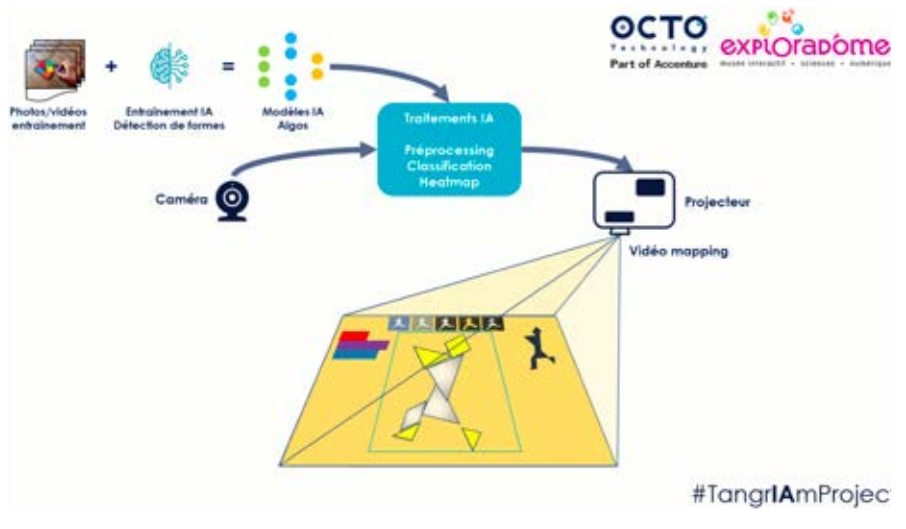 OCTO
Technology
Part of Accenture
EXPLORADÔME
musée interactif • sciences • numérique
+
=
Photos/vidéos
entraînement
Entraînement IA
Détection de formes
Modèles IA
Algos
Traitements IA
Préprocessing
Classification
Heatmap
Caméra
Projecteur
Vidéo mapping
#TangrIAmProjec